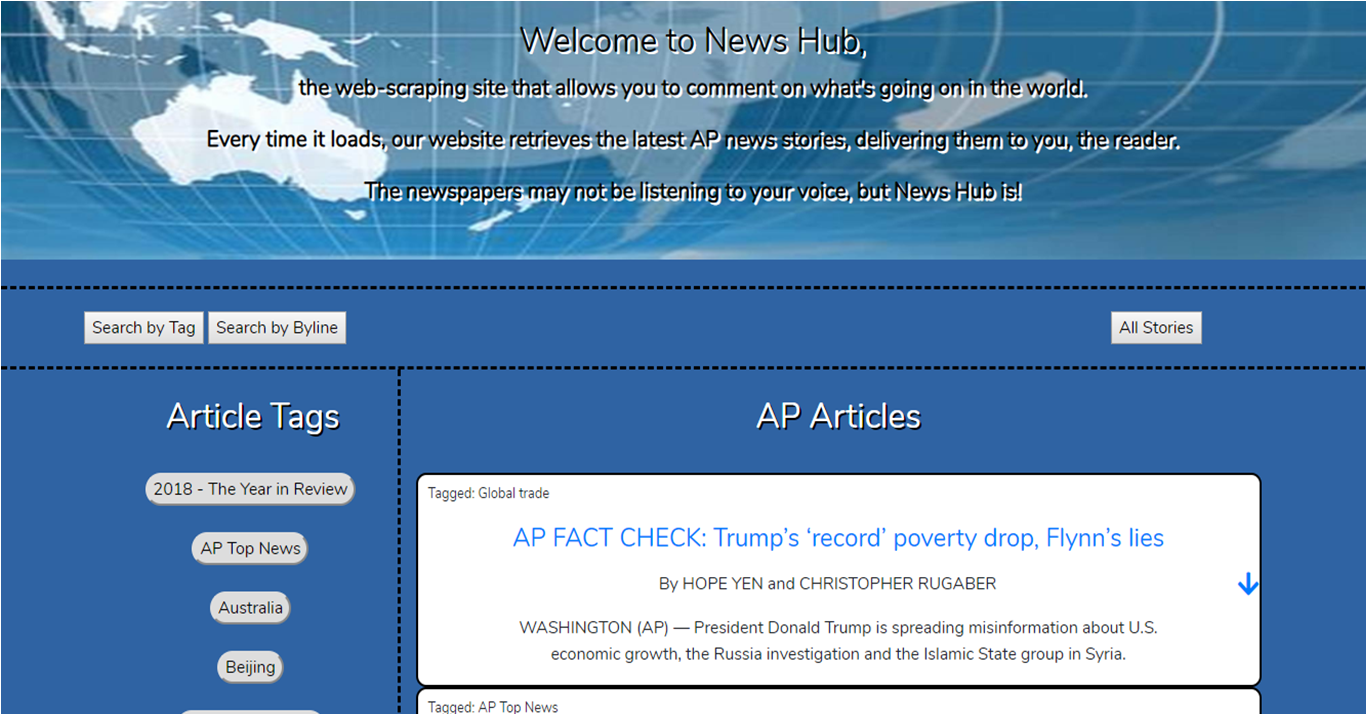 Welcome to News Hub,
the web-scraping site that allows you to comment on what's going on in the world.
Every time it loads, our website retrieves the latest AP news stories, delivering them to you, the reader.
The newspapers may not be listening to your voice, but News Hub is!
Search by Tag
Search by Byline
All Stories
Article Tags
2018 - The Year in Review
AP Top News
Australia
Beijing
AP Articles
Tagged: Global trade
AP FACT CHECK: Trump’s ‘record’ poverty drop, Flynn’s lies
By HOPE YEN and CHRISTOPHER RUGABER
WASHINGTON (AP) — President Donald Trump is spreading misinformation about U.S.
economic growth, the Russia investigation and the Islamic State group in Syria.
Tagged: AP Top News